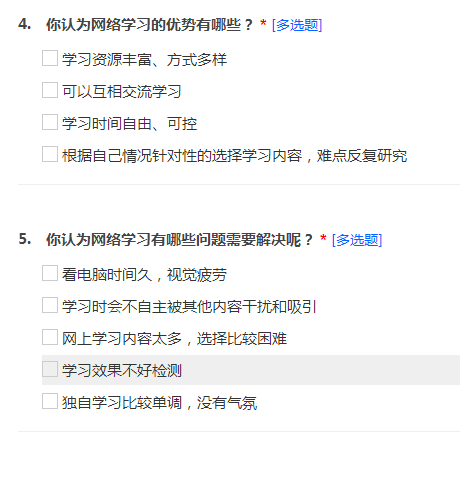 4. 你认为网络学习的优势有哪些？ * [多选题]
学习资源丰富、方式多样
可以互相交流学习
学习时间自由、可控
根据自己情况针对性的选择学习内容，难点反复研究
5. 你认为网络学习有哪些问题需要解决呢？ * [多选题]
看电脑时间久，视觉疲劳
学习时会不自主被其他内容干扰和吸引
网上学习内容太多，选择比较困难
学习效果不好检测
独自学习比较单调，没有气氛